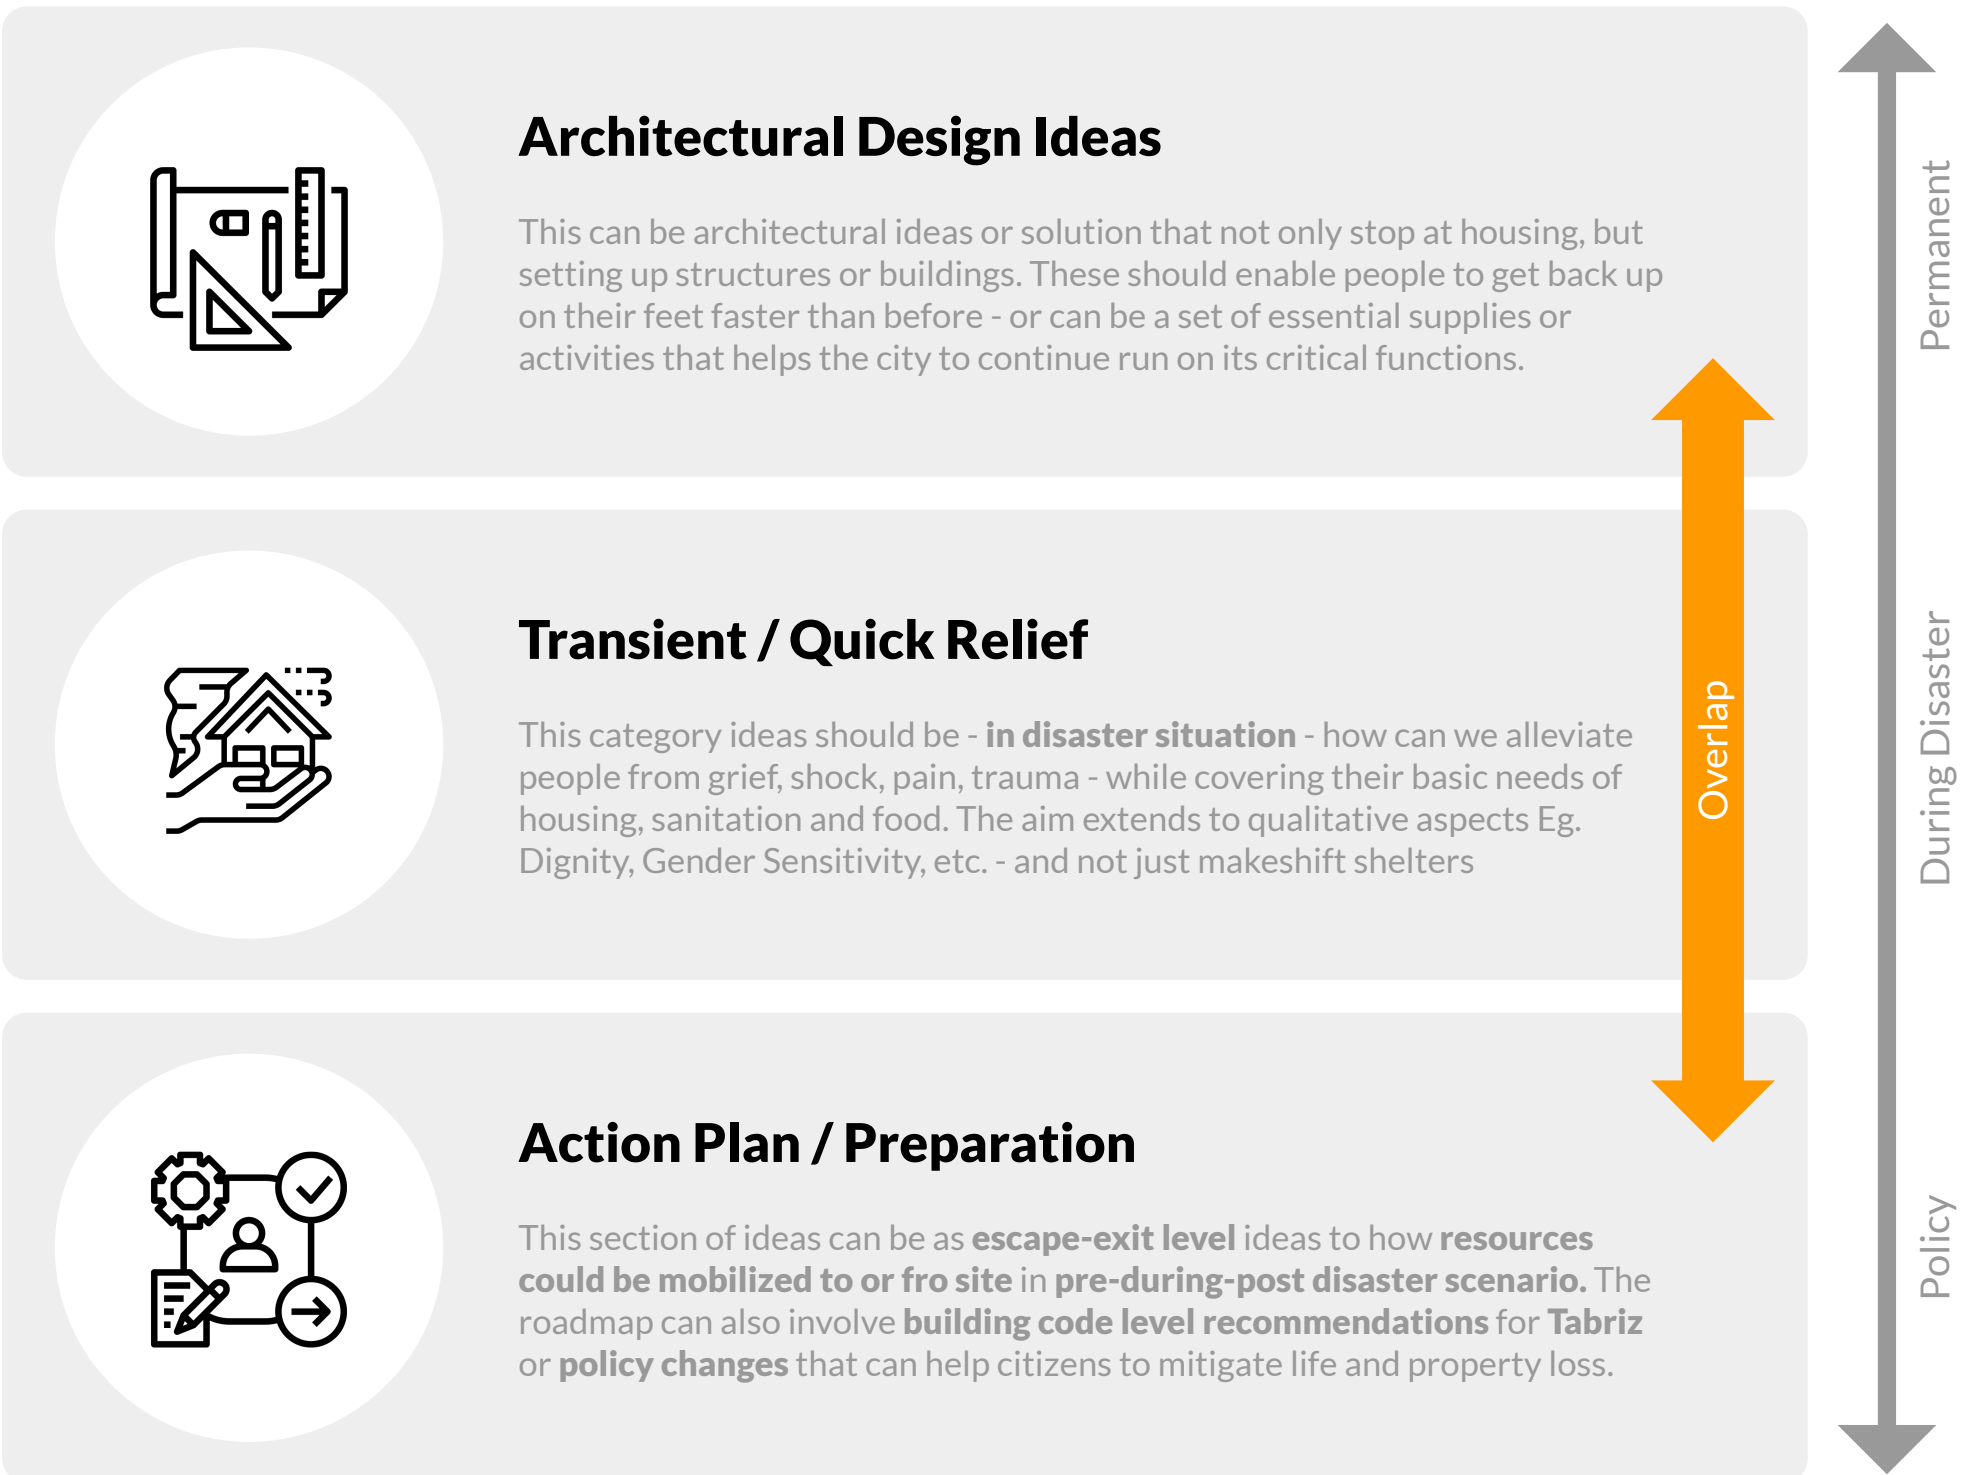 Architectural Design Ideas
This can be architectural ideas or solution that not only stop at housing, but
setting up structures or buildings. These should enable people to get back up
on their feet faster than before - or can be a set of essential supplies or
activities that helps the city to continue run on its critical functions.
Permanent
Transient / Quick Relief
This category ideas should be - in disaster situation - how can we alleviate
people from grief, shock, pain, trauma - while covering their basic needs of
housing, sanitation and food. The aim extends to qualitative aspects Eg.
Dignity, Gender Sensitivity, etc. - and not just makeshift shelters
Overlap
During Disaster
Action Plan / Preparation
This section of ideas can be as escape-exit level ideas to how resources
could be mobilized to or fro site in pre-during-post disaster scenario. The
roadmap can also involve building code level recommendations for Tabriz
or policy changes that can help citizens to mitigate life and property loss.
Policy